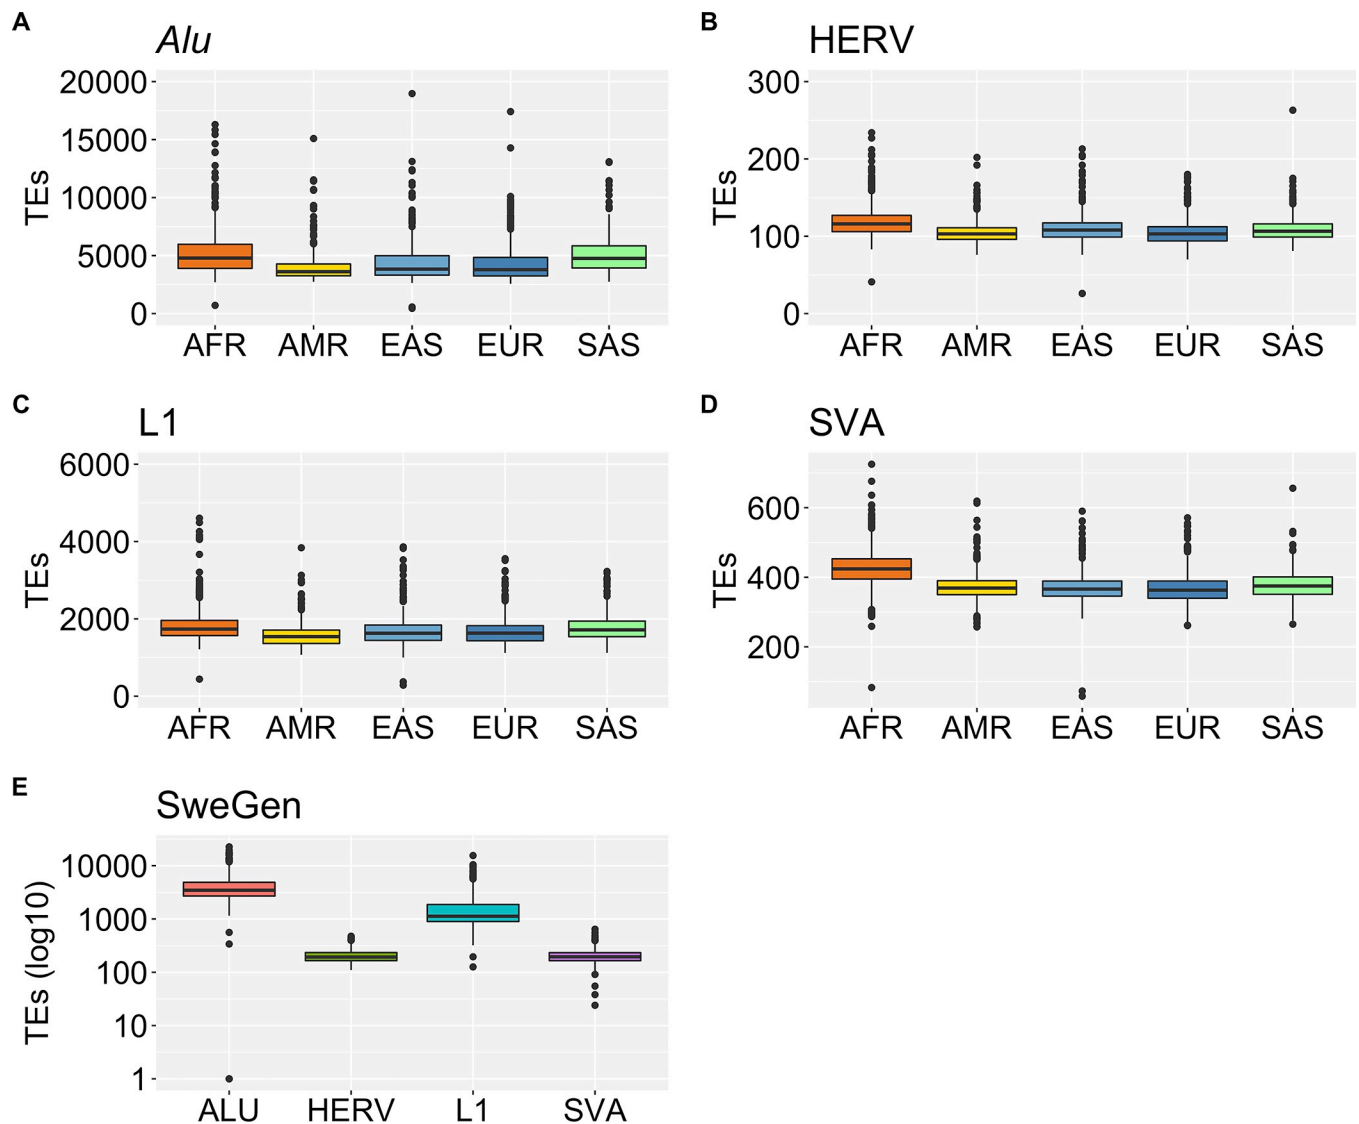 A
Alu
TEs
20000
15000
10000
5000
0
AFR AMR EAS EUR SAS
B
HERV
TEs
300
200
100
0
AFR AMR EAS EUR SAS
C
L1
TEs
6000
4000
2000
0
AFR AMR EAS EUR SAS
D
SVA
TEs
600
400
200
AFR AMR EAS EUR SAS
E
SweGen
TEs (log10)
10000
1000
100
10
1
ALU HERV L1 SVA